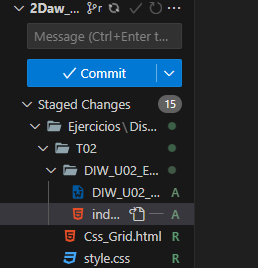 2Daw_...
Message (Ctrl+Enter t...
Commit
Staged Changes 15
Ejercicios\Dis...
T02
DIW_U02_E...
DIW_U02_... A
ind... A
Css_Grid.html R
style.css R